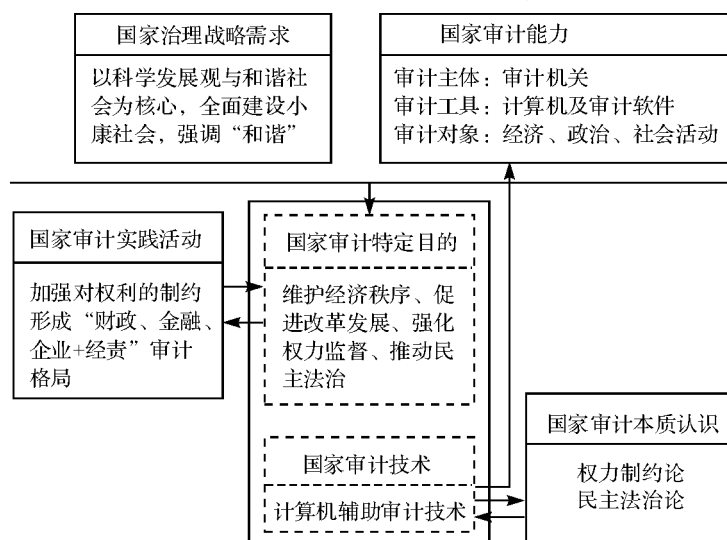 国家治理战略需求
以科学发展观与和谐社
会为核心，全面建设小
康社会，强调“和谐”
国家审计能力
审计主体：审计机关
审计工具：计算机及审计软件
审计对象：经济、政治、社会活动
国家审计实践活动
加强对权利的制约
形成“财政、金融、
企业+经责”审计
格局
国家审计特定目的
维护经济秩序、促
进改革发展、强化
权力监督、推动民
主法治
国家审计技术
计算机辅助审计技术
国家审计本质认识
权力制约论
民主法治论